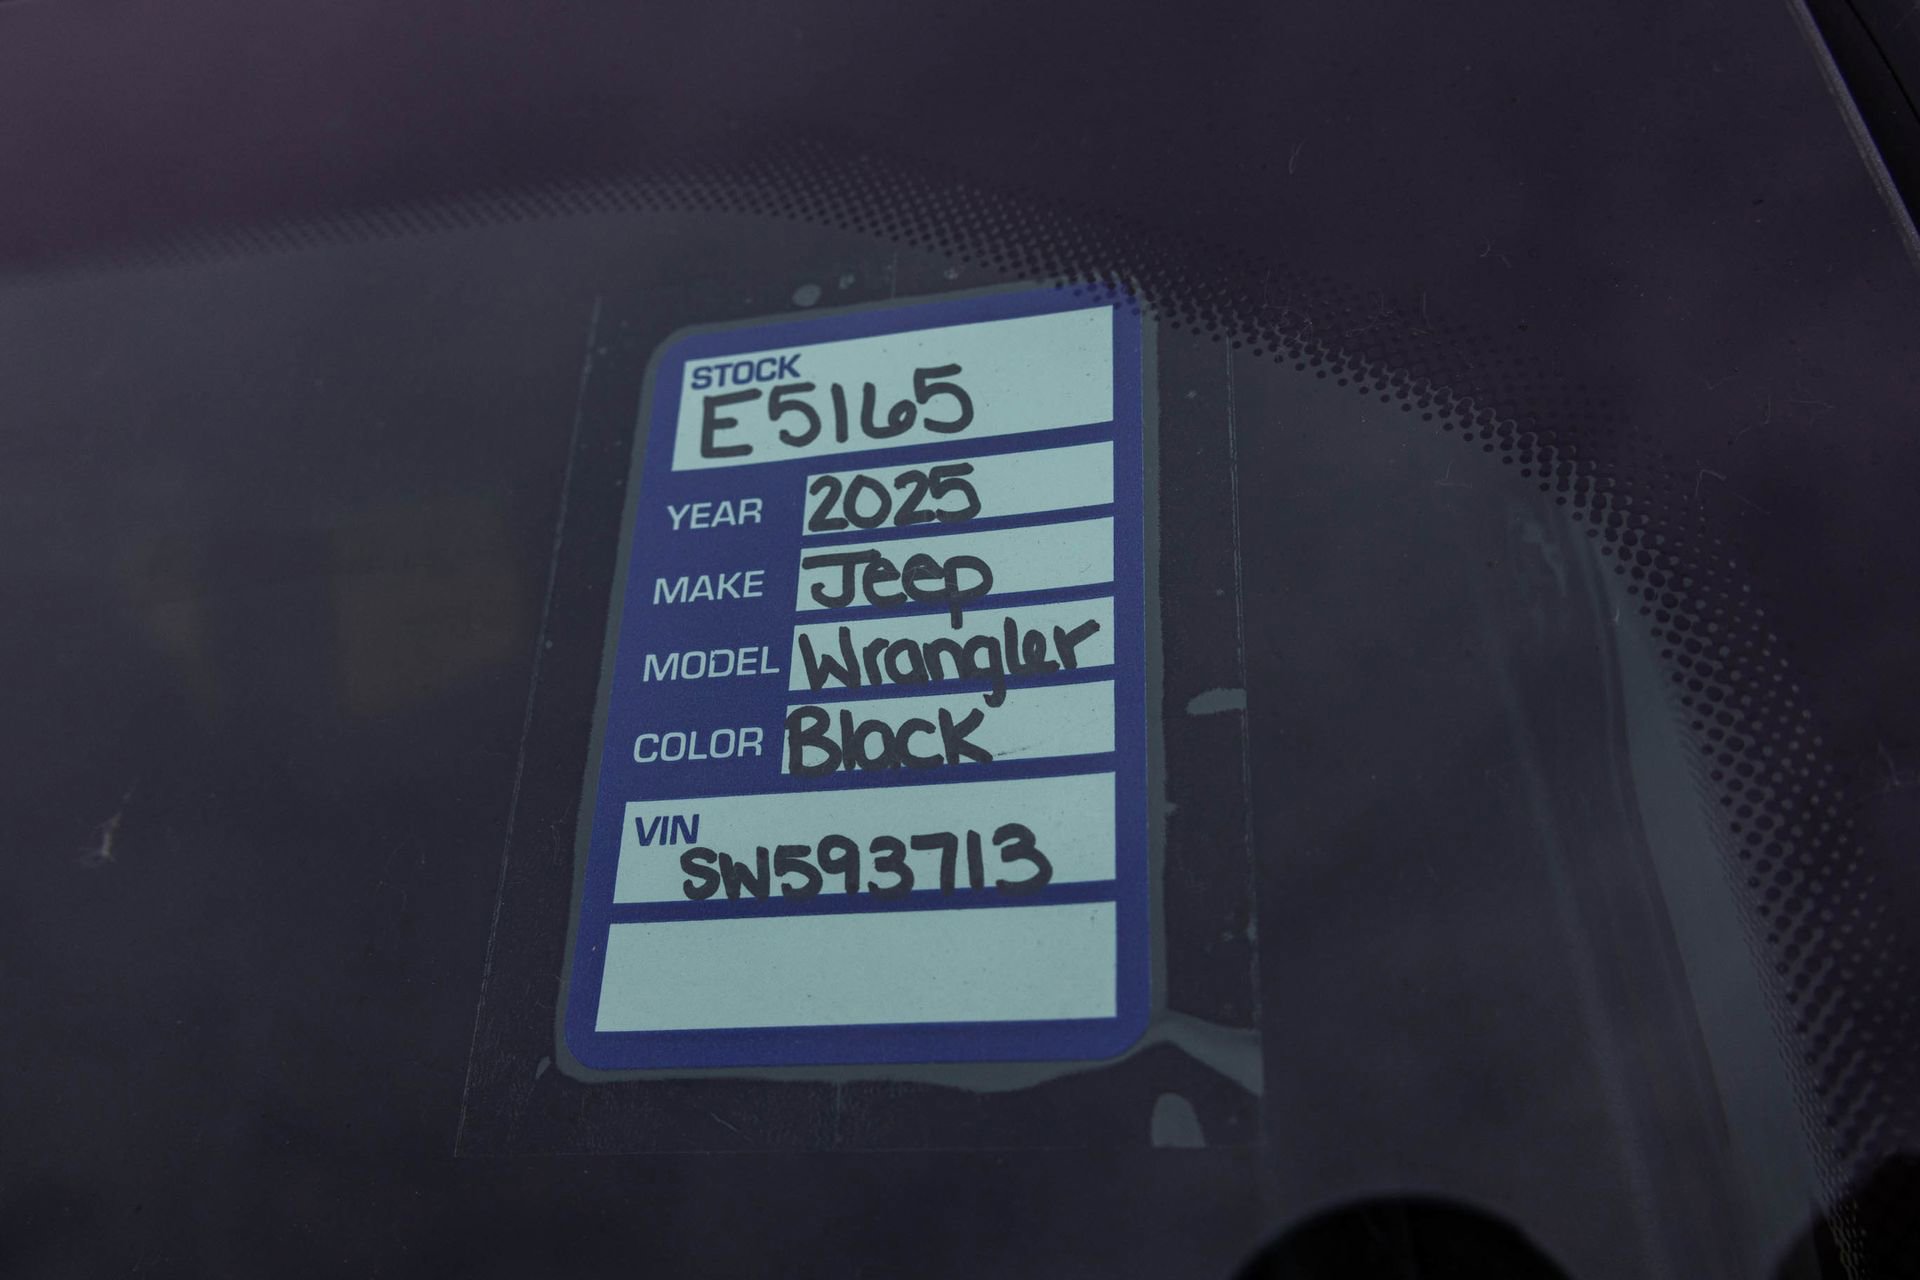 STOCK
E5165
YEAR 2025
MAKE Jeep
MODEL Wrangler
COLOR Black
VIN
SW593713